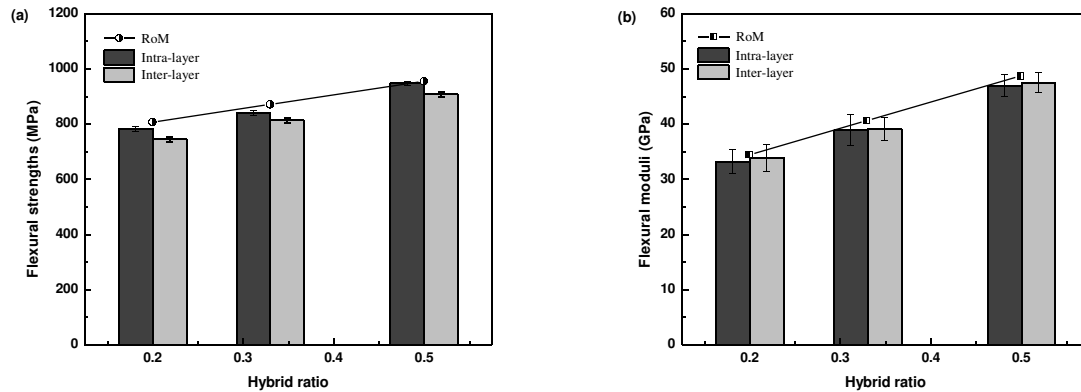 (a)
1200
1000
800
600
400
200
0
Flexural strengths (MPa)
RoM
Intra-layer
Inter-layer
0.2
0.3
0.4
0.5
Hybrid ratio
(b)
60
50
40
30
20
10
0
Flexural moduli (GPa)
RoM
Intra-layer
Inter-layer
0.2
0.3
0.4
0.5
Hybrid ratio